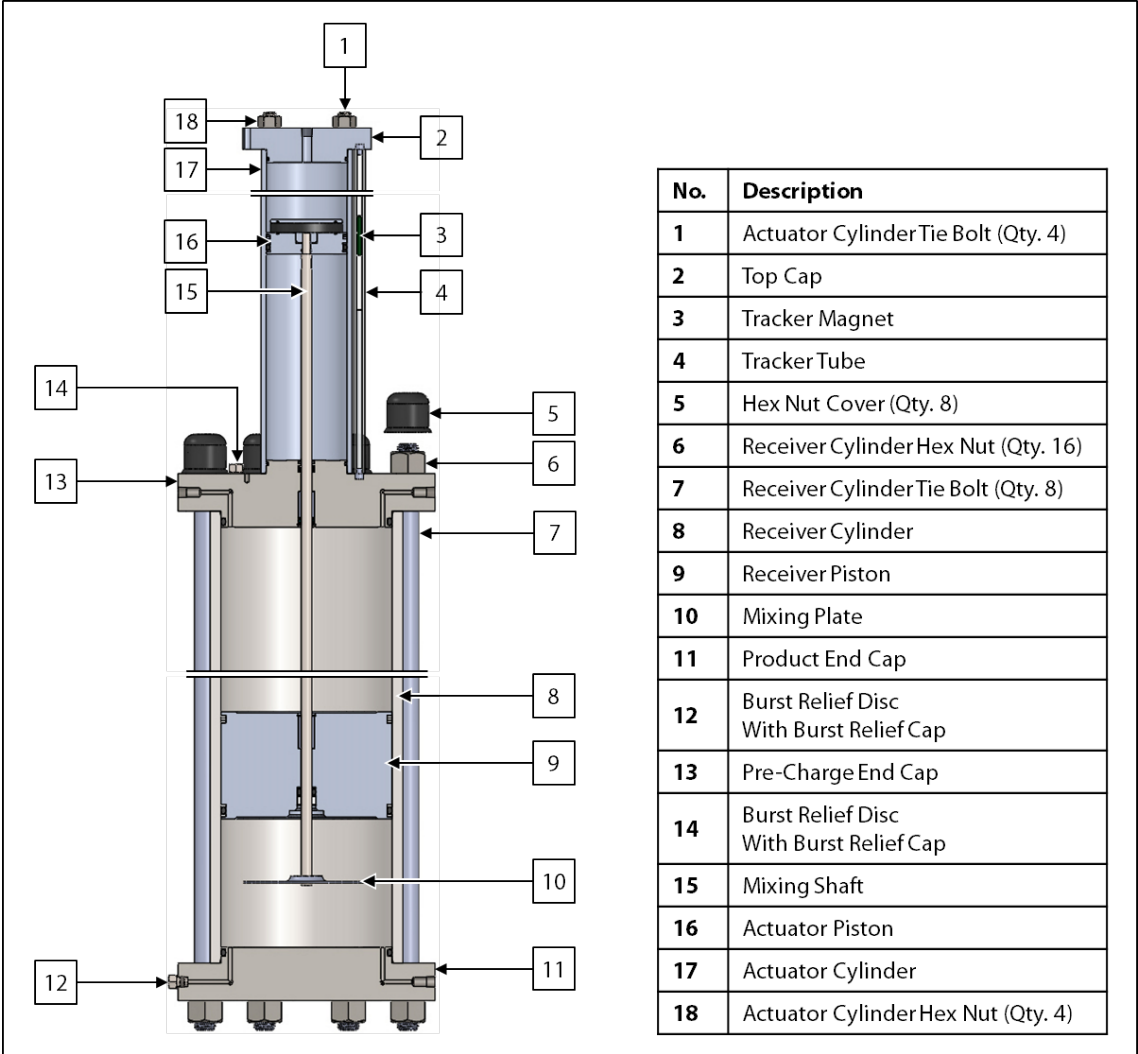 1
18
2
17
16
3
15
4
14
5
13
6
7
8
9
10
12
11
No. Description
1 Actuator Cylinder Tie Bolt (Qty. 4)
2 Top Cap
3 Tracker Magnet
4 Tracker Tube
5 Hex Nut Cover (Qty. 8)
6 Receiver Cylinder Hex Nut (Qty. 16)
7 Receiver Cylinder Tie Bolt (Qty. 8)
8 Receiver Cylinder
9 Receiver Piston
10 Mixing Plate
11 Product End Cap
12 Burst Relief Disc
With Burst Relief Cap
13 Pre-Charge End Cap
14 Burst Relief Disc
With Burst Relief Cap
15 Mixing Shaft
16 Actuator Piston
17 Actuator Cylinder
18 Actuator Cylinder Hex Nut (Qty. 4)